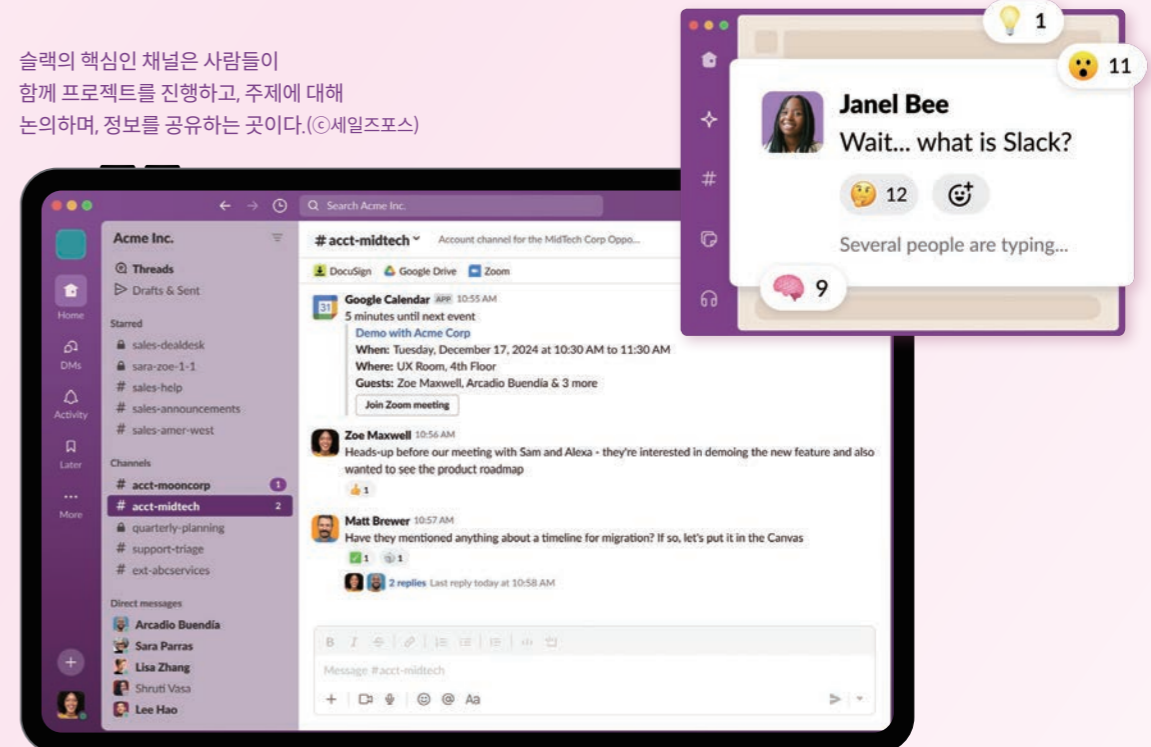 슬랙의 핵심인 채널은 사람들이
함께 프로젝트를 진행하고, 주제에 대해
논의하며, 정보를 공유하는 곳이다.(ⓒ세일즈포스)
1
11
Janel Bee
Wait... what is Slack?
12
Several people are typing...
9
Search Acme Inc.
Home
DMs
Activity
Later
More
Acme Inc.
Threads
Drafts & Sent
Starred
sales-dealdesk
sara-zoe-1-1
# sales-help
# sales-announcements
# sales-amer-west
Channels
# acct-mooncorp 1
# acct-midtech 2
quarterly-planning
# support-triage
# ext-abcservices
Direct messages
Arcadio Buendía
Sara Parras
Lisa Zhang
Shruti Vasa
Lee Hao
# acct-midtech Account channel for the MidTech Corp Oppo...
DocuSign Google Drive Zoom
31
Google Calendar APP 10:55 AM
5 minutes until next event
Demo with Acme Corp
When: Tuesday, December 17, 2024 at 10:30 AM to 11:30 AM
Where: UX Room, 4th Floor
Guests: Zoe Maxwell, Arcadio Buendía & 3 more
Join Zoom meeting
Zoe Maxwell 10:56 AM
Heads-up before our meeting with Sam and Alexa - they're interested in demoing the new feature and also
wanted to see the product roadmap
1
Matt Brewer 10:57 AM
Have they mentioned anything about a timeline for migration? If so, let's put it in the Canvas
1 1
2 replies Last reply today at 10:58 AM
B I S
Message #acct-midtech
+ @ Aa